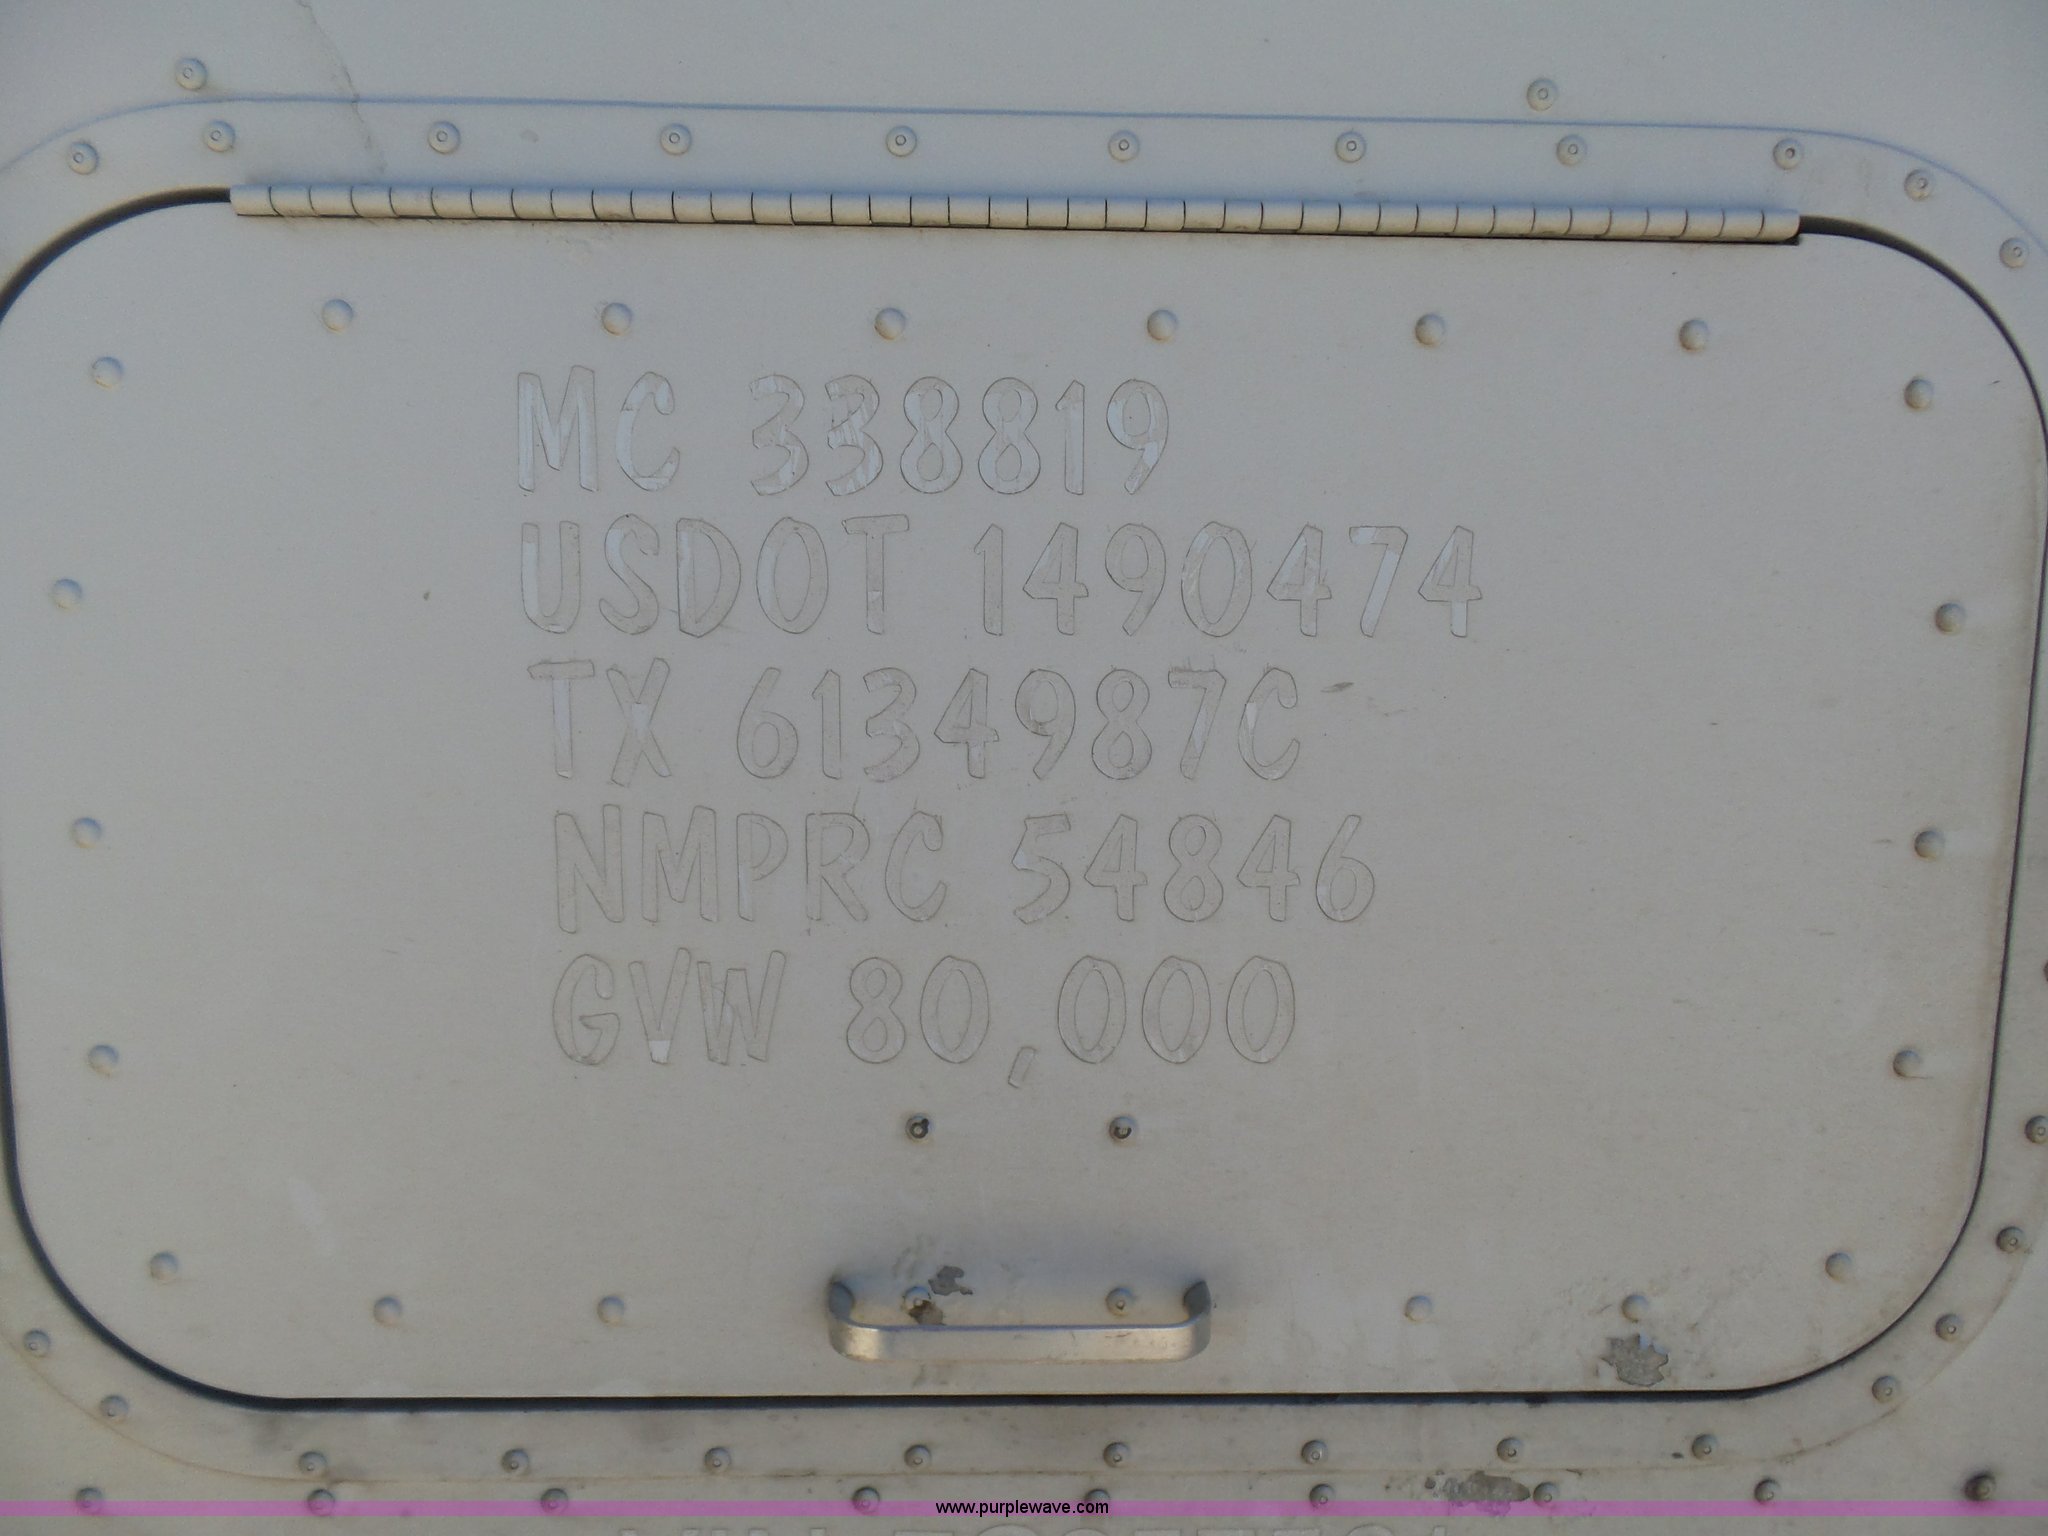 MC 338819
USDOT 1490474
TX 6134987C
NMPRC 54846
GVW 80,000
www.purplewave.com